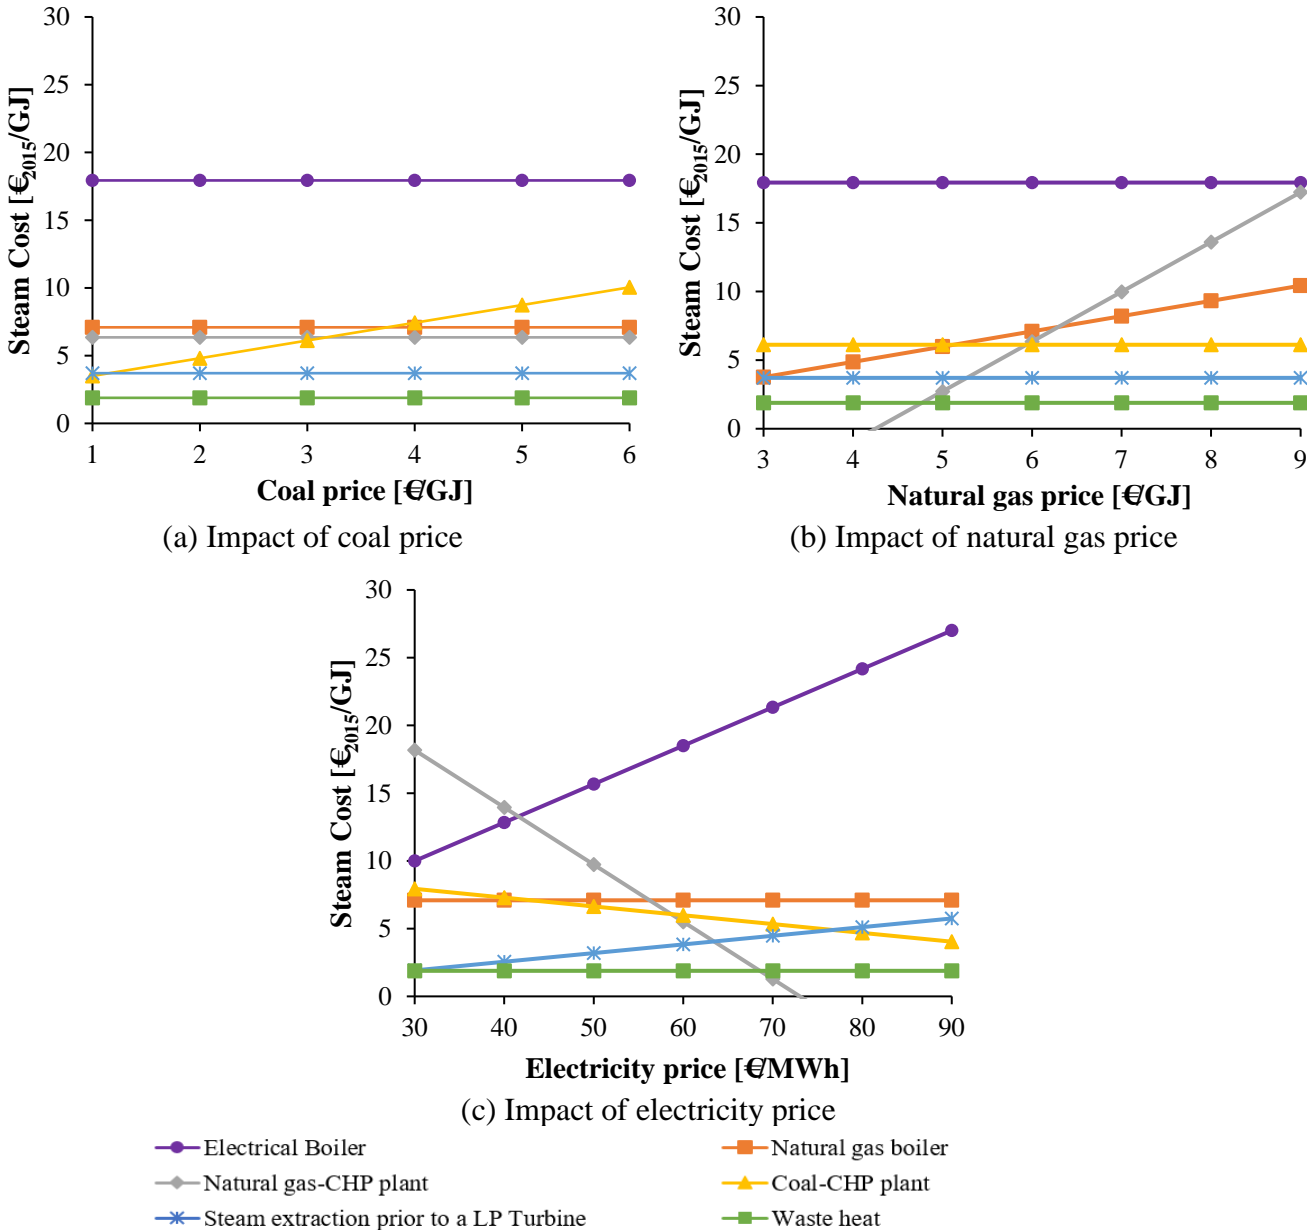 30
25
20
15
10
5
0
Steam Cost [€2015/GJ]
1 2 3 4 5 6
Coal price [€/GJ]
(a) Impact of coal price
30
25
20
15
10
5
0
Steam Cost [€2015/GJ]
3 4 5 6 7 8 9
Natural gas price [€/GJ]
(b) Impact of natural gas price
30
25
20
15
10
5
0
Steam Cost [€2015/GJ]
30 40 50 60 70 80 90
Electricity price [€/MWh]
(c) Impact of electricity price
Electrical Boiler Natural gas boiler
Natural gas-CHP plant Coal-CHP plant
Steam extraction prior to a LP Turbine Waste heat